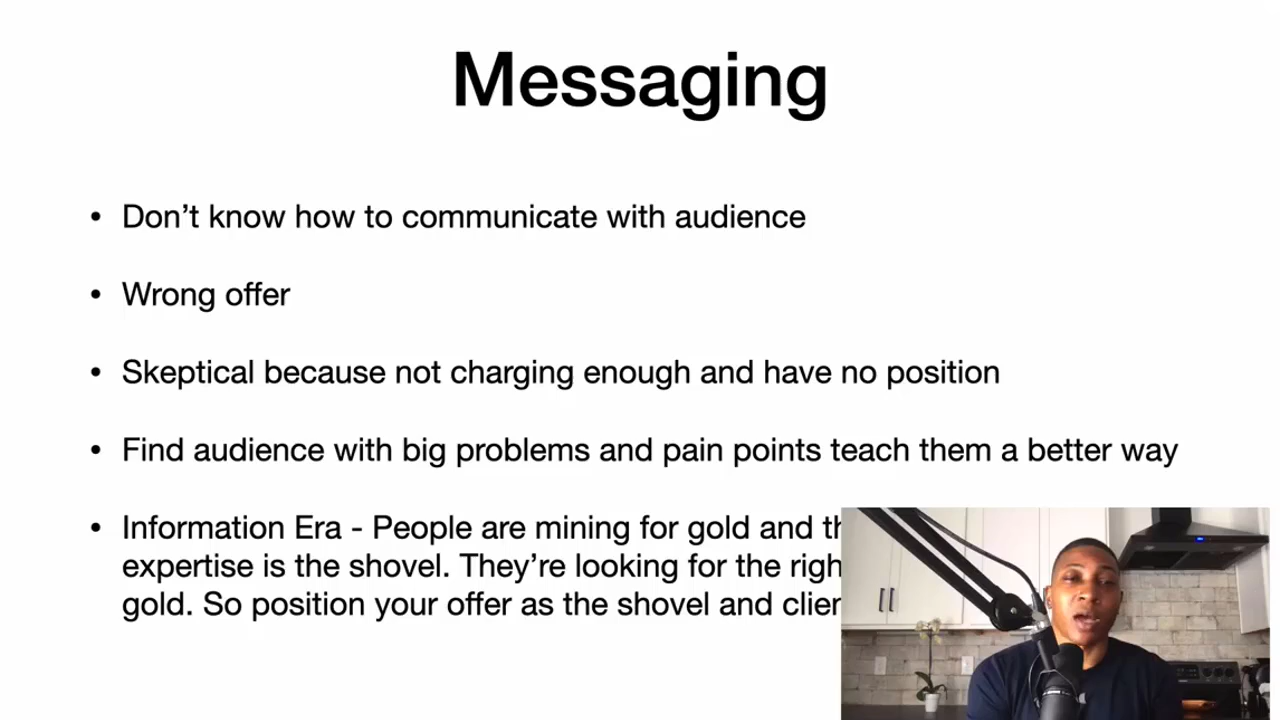 Messaging
• Don’t know how to communicate with audience
• Wrong offer
• Skeptical because not charging enough and have no position
• Find audience with big problems and pain points teach them a better way
• Information Era - People are mining for gold and
expertise is the shovel. They’re looking for the
gold. So position your offer as the shovel and